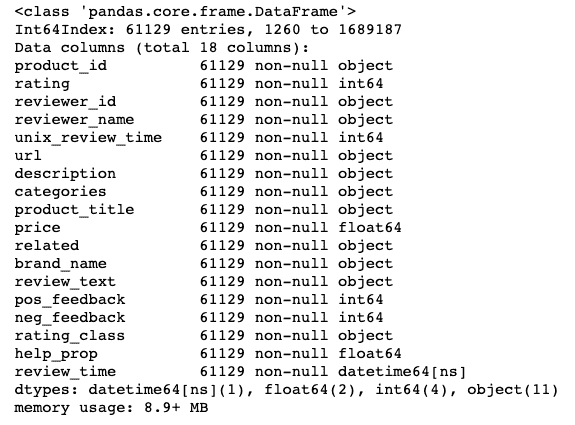 <class 'pandas.core.frame.DataFrame'>
Int64Index: 61129 entries, 1260 to 1689187
Data columns (total 18 columns):
product_id          61129 non-null object
rating              61129 non-null int64
reviewer_id         61129 non-null object
reviewer_name       61129 non-null object
unix_review_time    61129 non-null int64
url                 61129 non-null object
description         61129 non-null object
categories          61129 non-null object
product_title       61129 non-null object
price               61129 non-null float64
related             61129 non-null object
brand_name          61129 non-null object
review_text         61129 non-null object
pos_feedback        61129 non-null int64
neg_feedback        61129 non-null int64
rating_class        61129 non-null object
help_prop           61129 non-null float64
review_time         61129 non-null datetime64[ns]
dtypes: datetime64[ns](1), float64(2), int64(4), object(11)
memory usage: 8.9+ MB